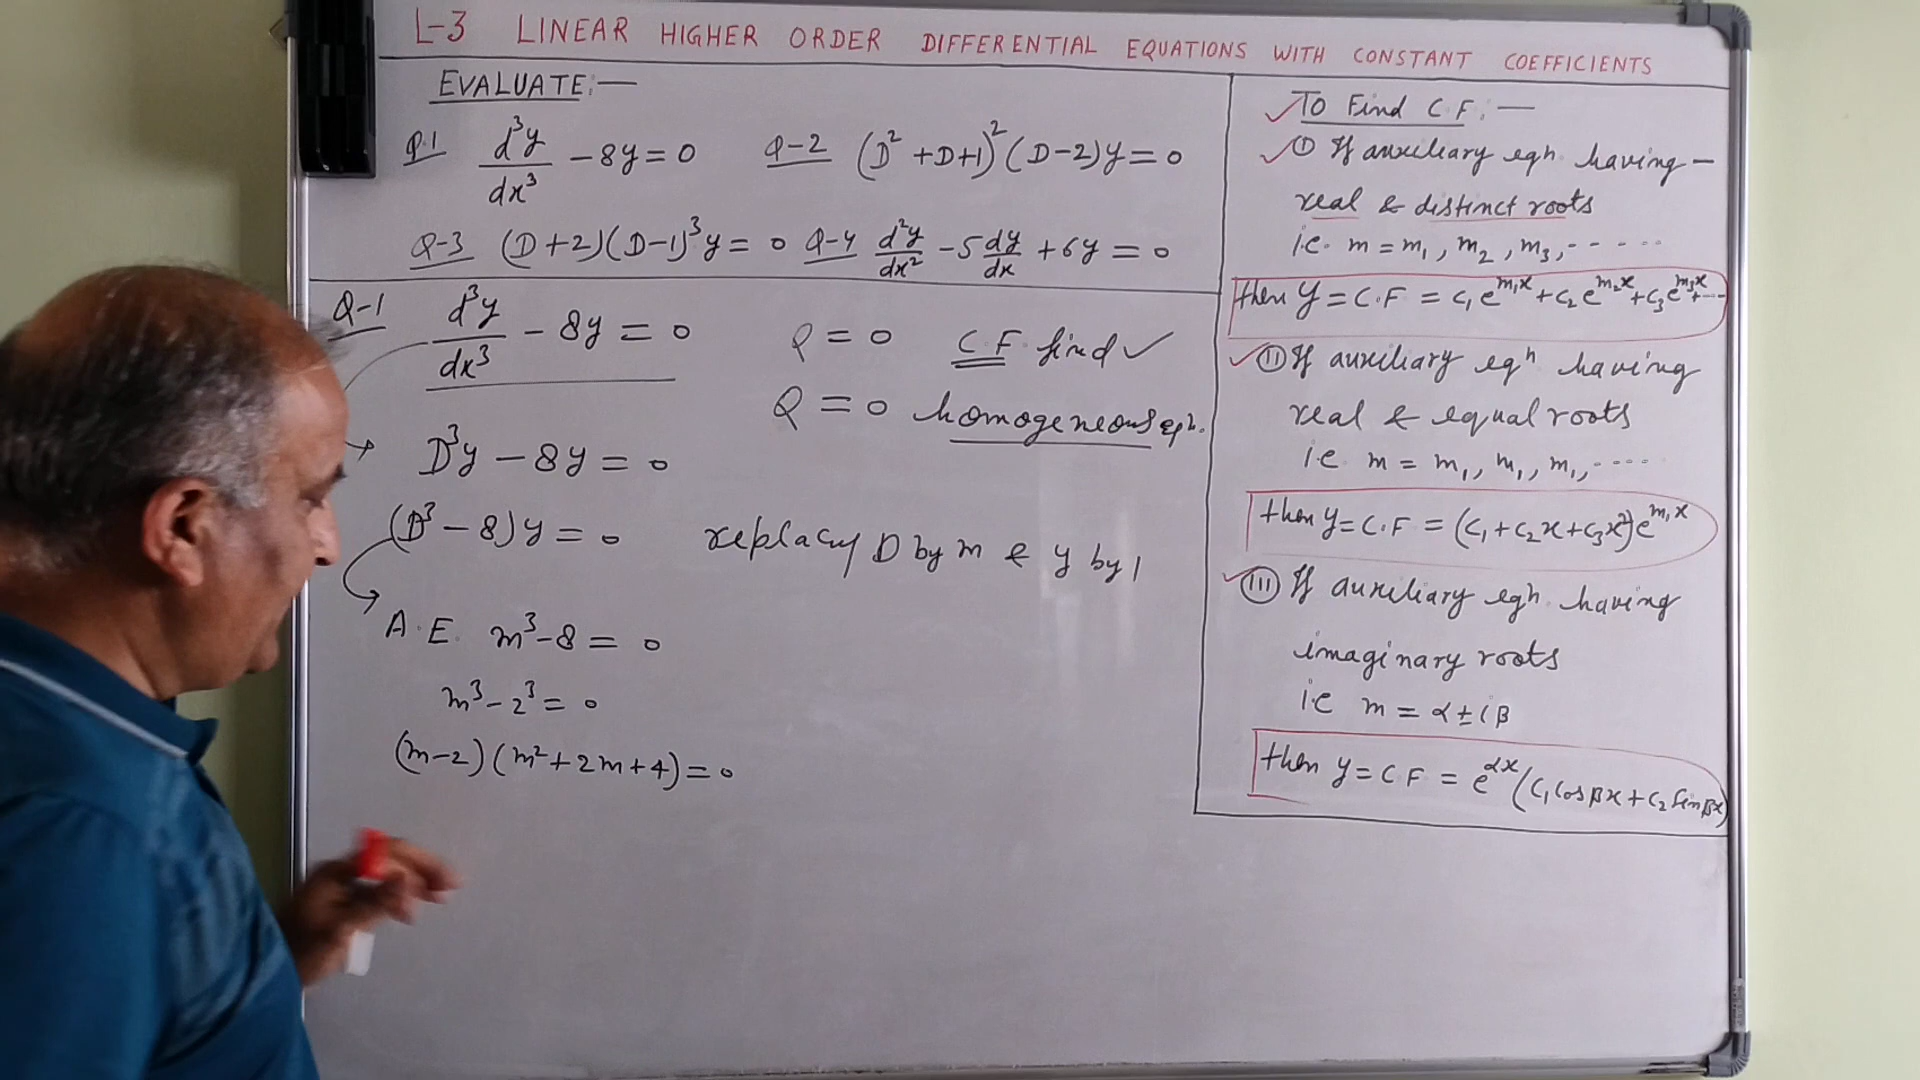 L-3 LINEAR HIGHER ORDER DIFFERENTIAL EQUATIONS WITH CONSTANT COEFFICIENTS
EVALUATE:—
Q.1 d³y/dx³ – 8y = 0 Q-2 (D² + D + 1)² (D – 2) y = 0
Q-3 (D + 2)(D – 1)³ y = 0 Q-4 d²y/dx² – 5 dy/dx + 6y = 0
Q-1 d³y/dx³ – 8y = 0
Q = 0 C.F find ✓
Q = 0 homogeneous eqn.
D³y – 8y = 0
(D³ – 8) y = 0 replacing D by m & y by 1
A.E. m³ – 8 = 0
m³ – 2³ = 0
(m – 2)(m² + 2m + 4) = 0
✓ To Find C.F.:—
✓ (I) If auxiliary eqn. having –
real & distinct roots
i.e. m = m₁, m₂, m₃, - - - - -
then y = C.F = c₁e^{m₁x} + c₂e^{m₂x} + c₃e^{m₃x} + ---
✓ (II) If auxiliary eqn having
real & equal roots
i.e m = m₁, m₁, m₁, - - - -
then y = C.F = (c₁ + c₂x + c₃x²)e^{m₁x}
✓ (III) If auxiliary eqn. having
imaginary roots
i.e m = α ± iβ
then y = C F = e^{αx}(c₁ Cos βx + c₂ Sin βx)